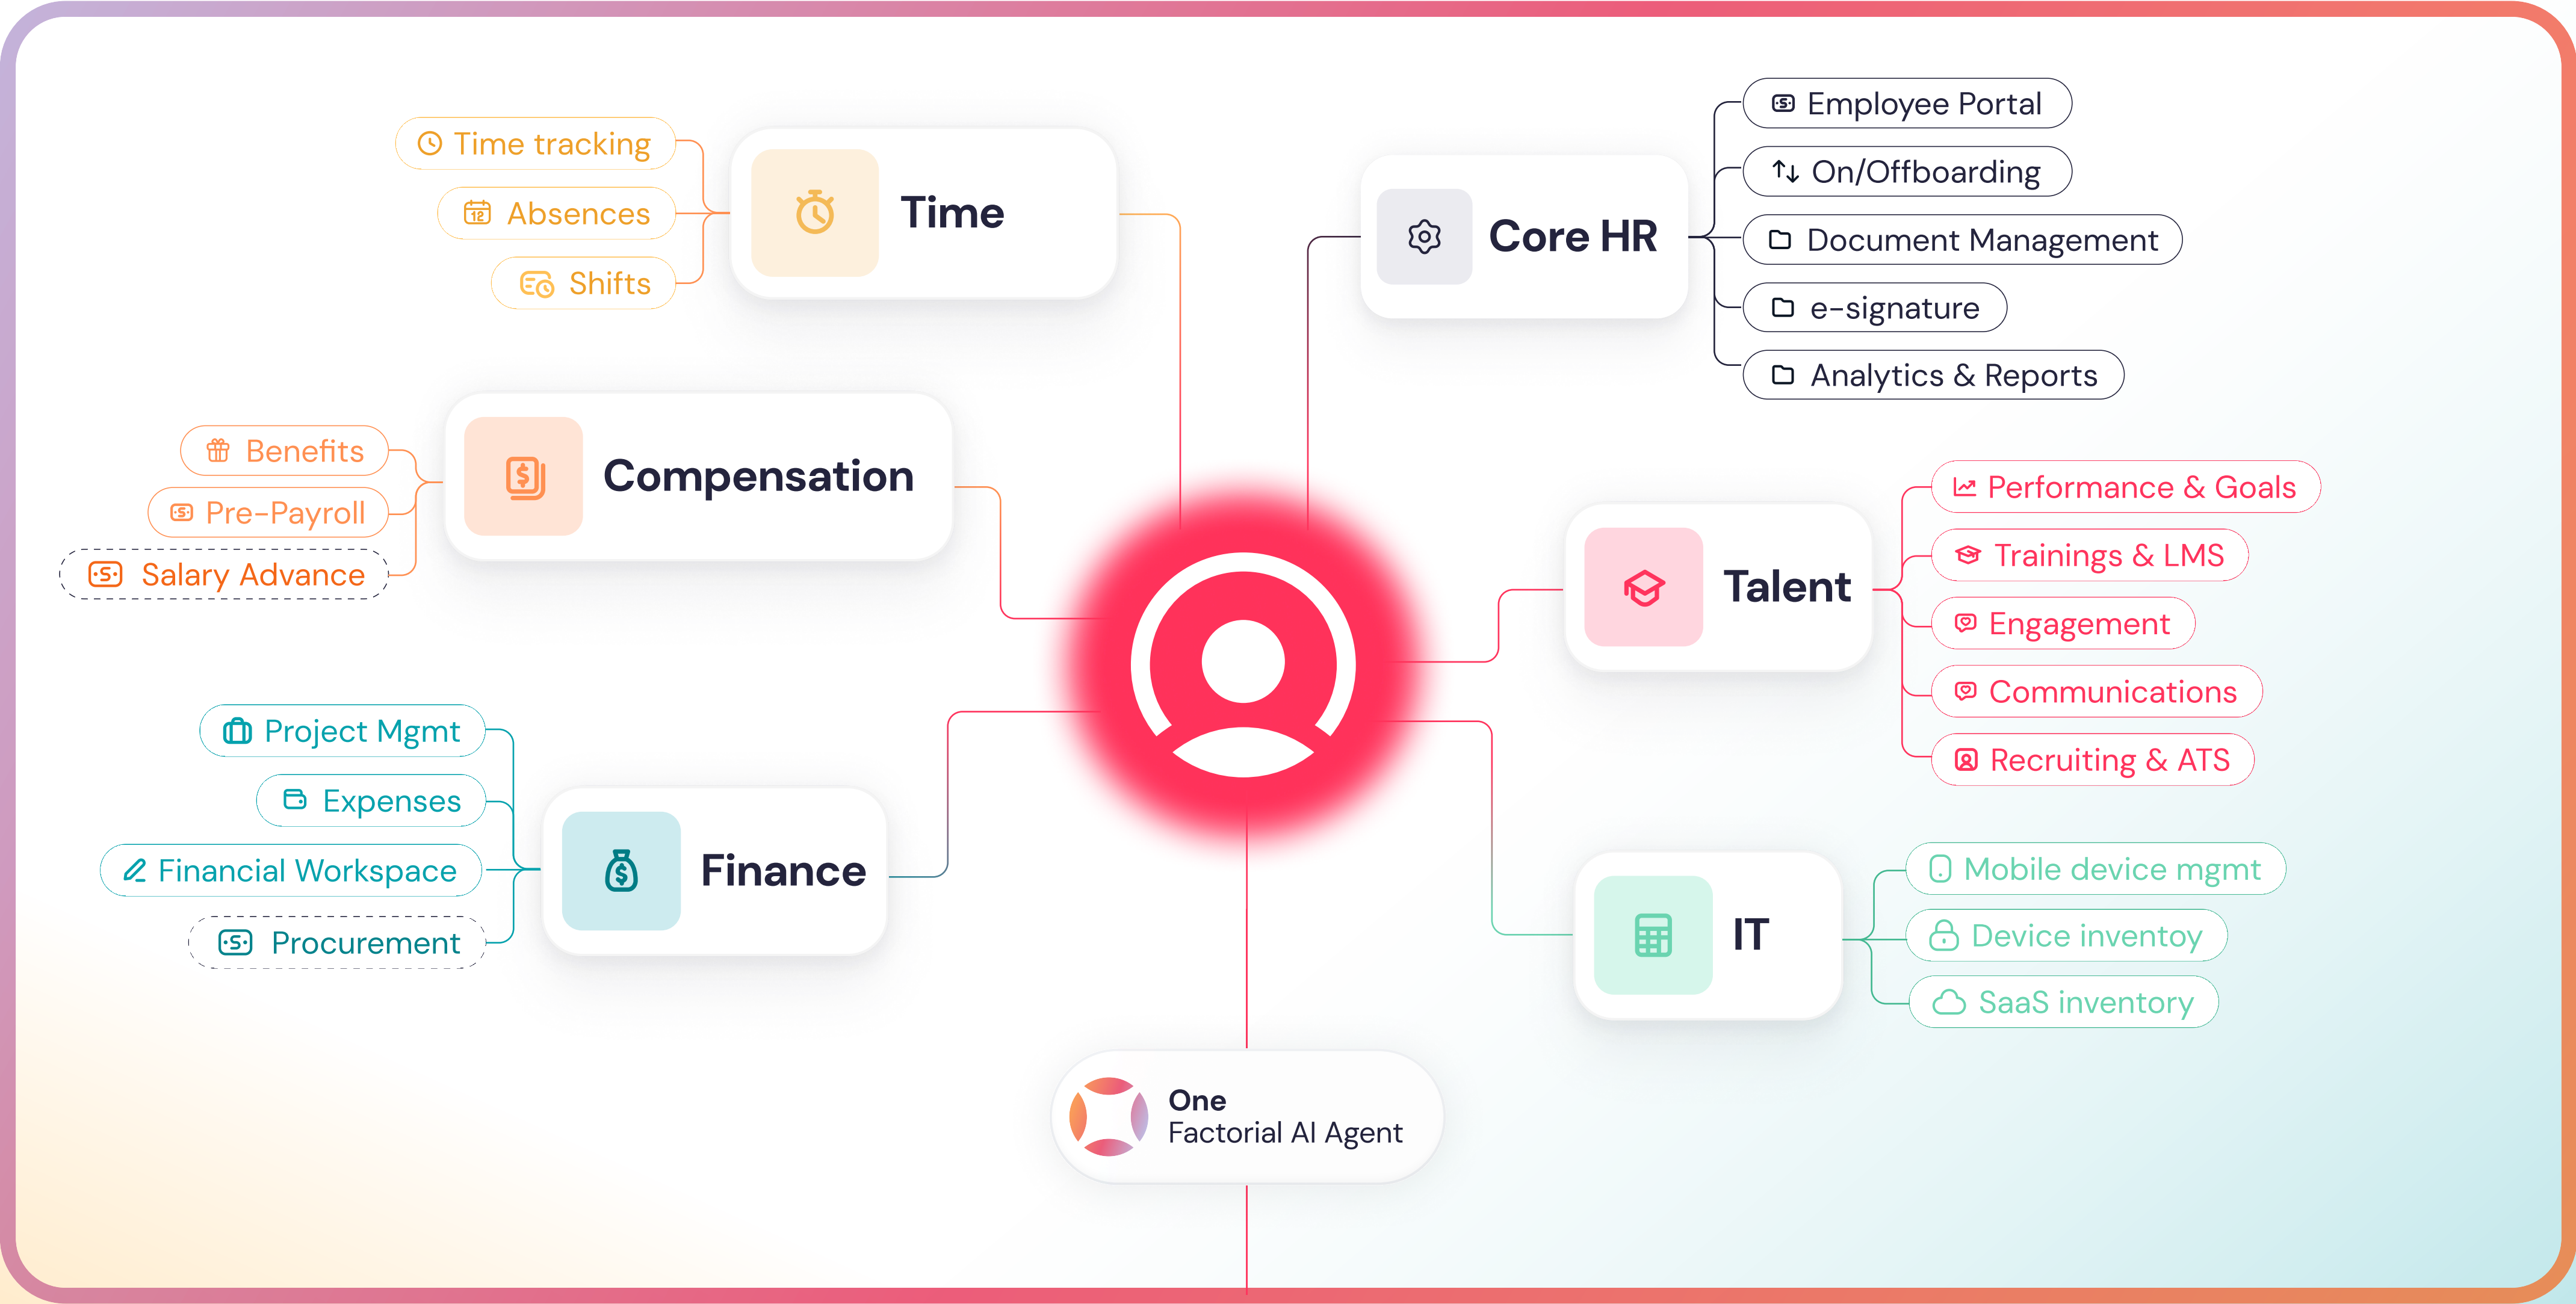 Time tracking
Absences
Shifts
Time
Benefits
Pre-Payroll
Salary Advance
Compensation
Project Mgmt
Expenses
Financial Workspace
Procurement
Finance
Core HR
Employee Portal
On/Offboarding
Document Management
e-signature
Analytics & Reports
Talent
Performance & Goals
Trainings & LMS
Engagement
Communications
Recruiting & ATS
IT
Mobile device mgmt
Device inventoy
SaaS inventory
One
Factorial AI Agent